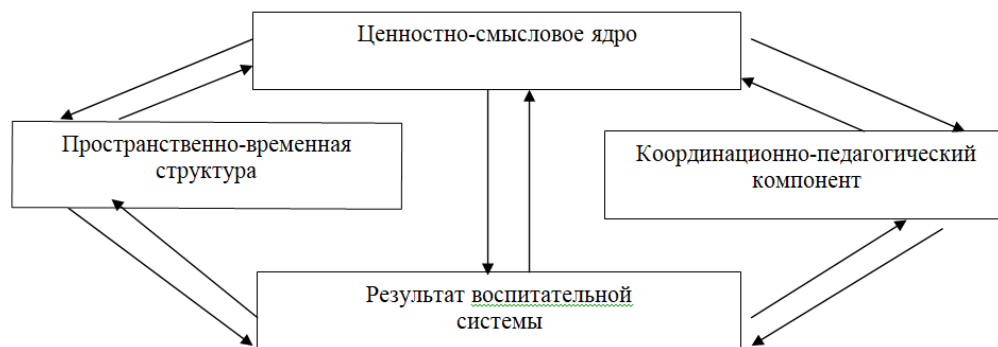 Ценностно-смысловое ядро
Пространственно-временная
структура
Координационно-педагогический
компонент
Результат воспитательной
системы